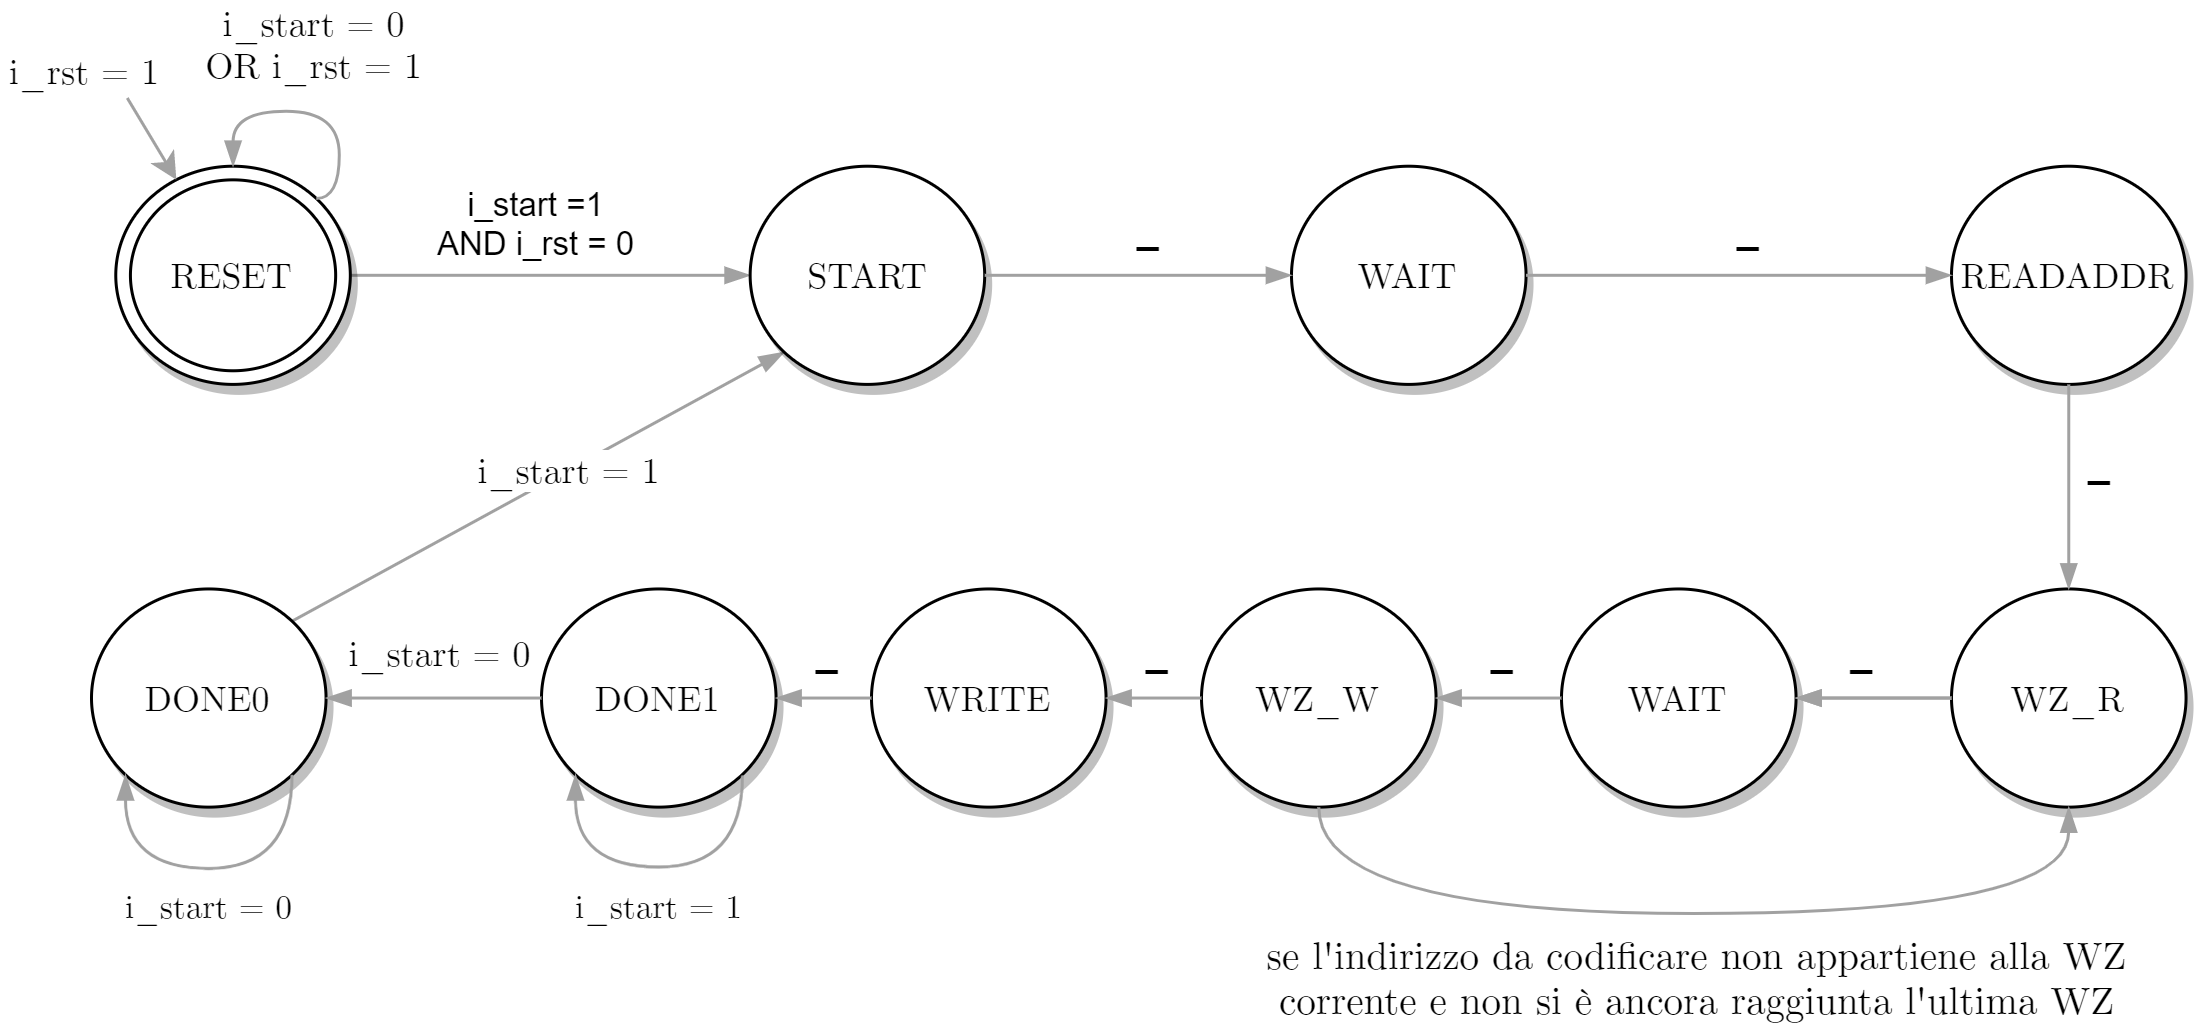 i_start = 0
OR i_rst = 1
i_rst = 1
i_start =1
AND i_rst = 0
–
–
RESET
START
WAIT
READADDR
i_start = 1
–
i_start = 0
–
–
–
–
DONE0
DONE1
WRITE
WZ_W
WAIT
WZ_R
i_start = 0
i_start = 1
se l'indirizzo da codificare non appartiene alla WZ
corrente e non si è ancora raggiunta l'ultima WZ